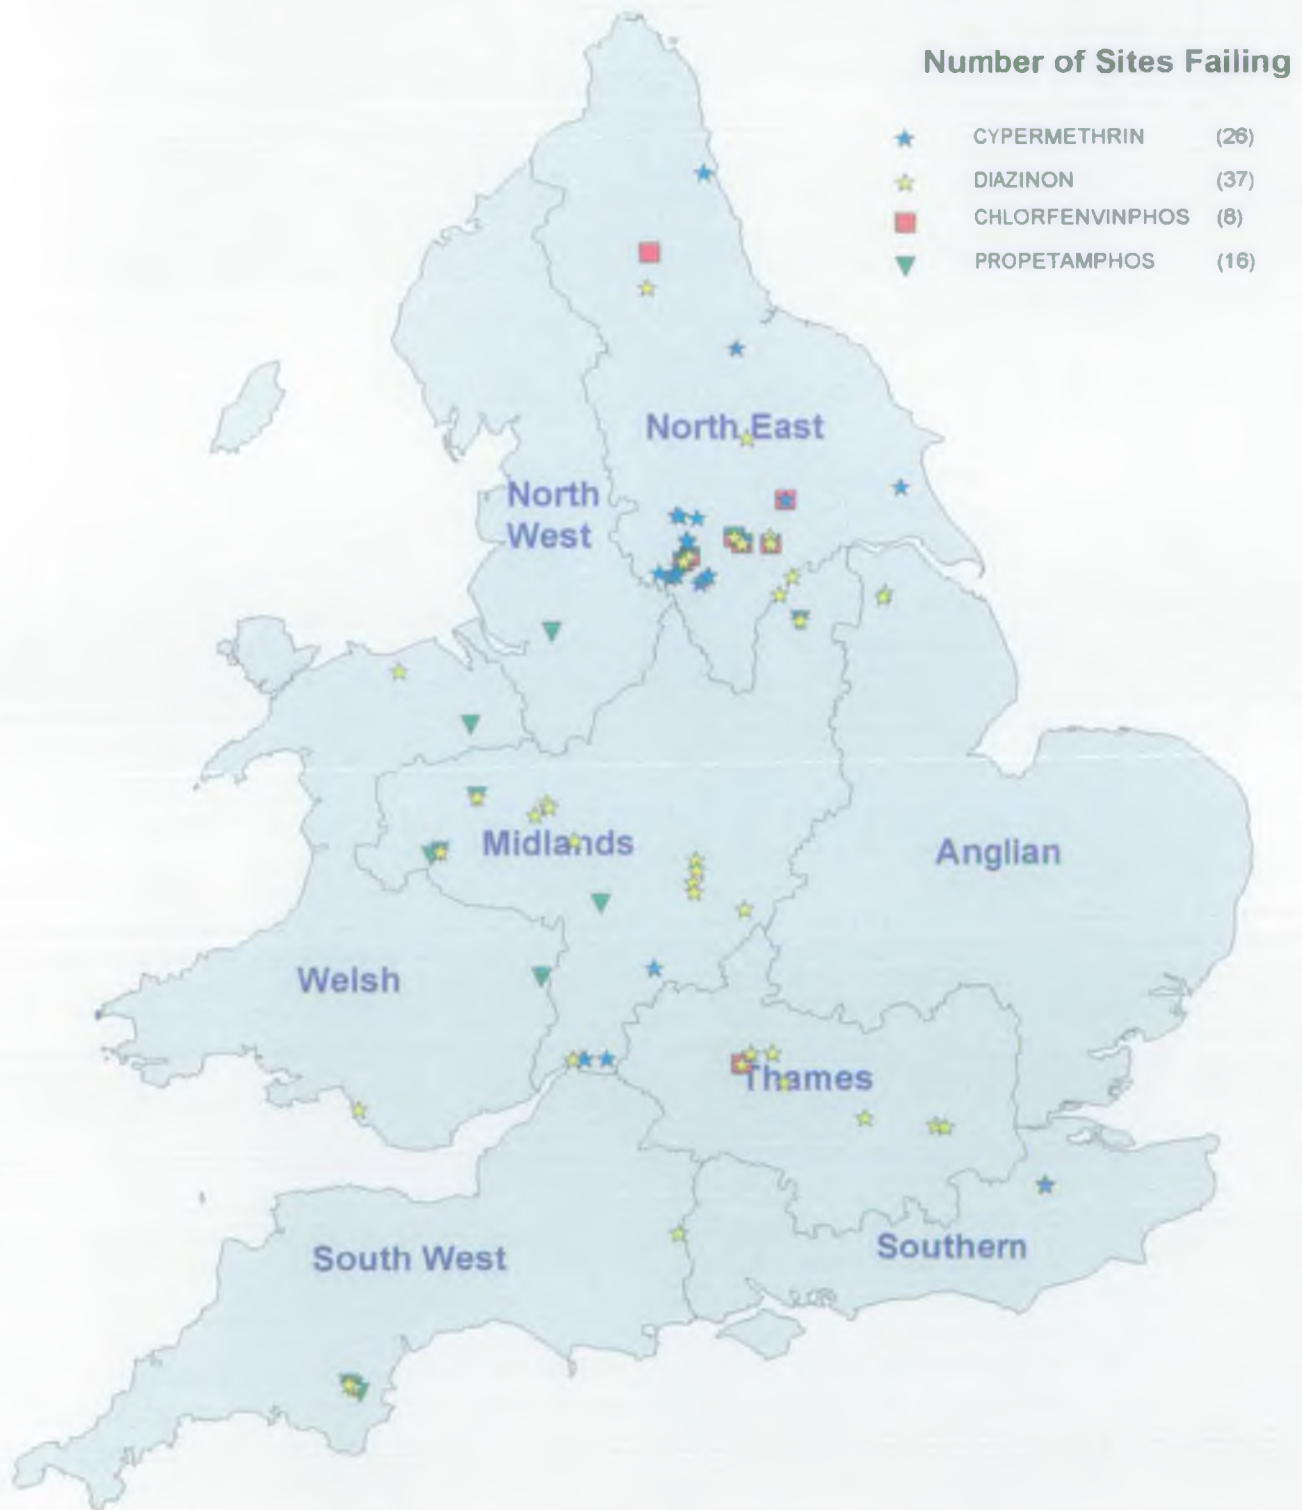 Number of Sites Failing
CYPERMETHRIN (26)
DIAZINON (37)
CHLORFENVINPHOS (8)
PROPETAMPHOS (16)
North East
North
West
Midlands
Anglian
Welsh
Thames
South West
Southern